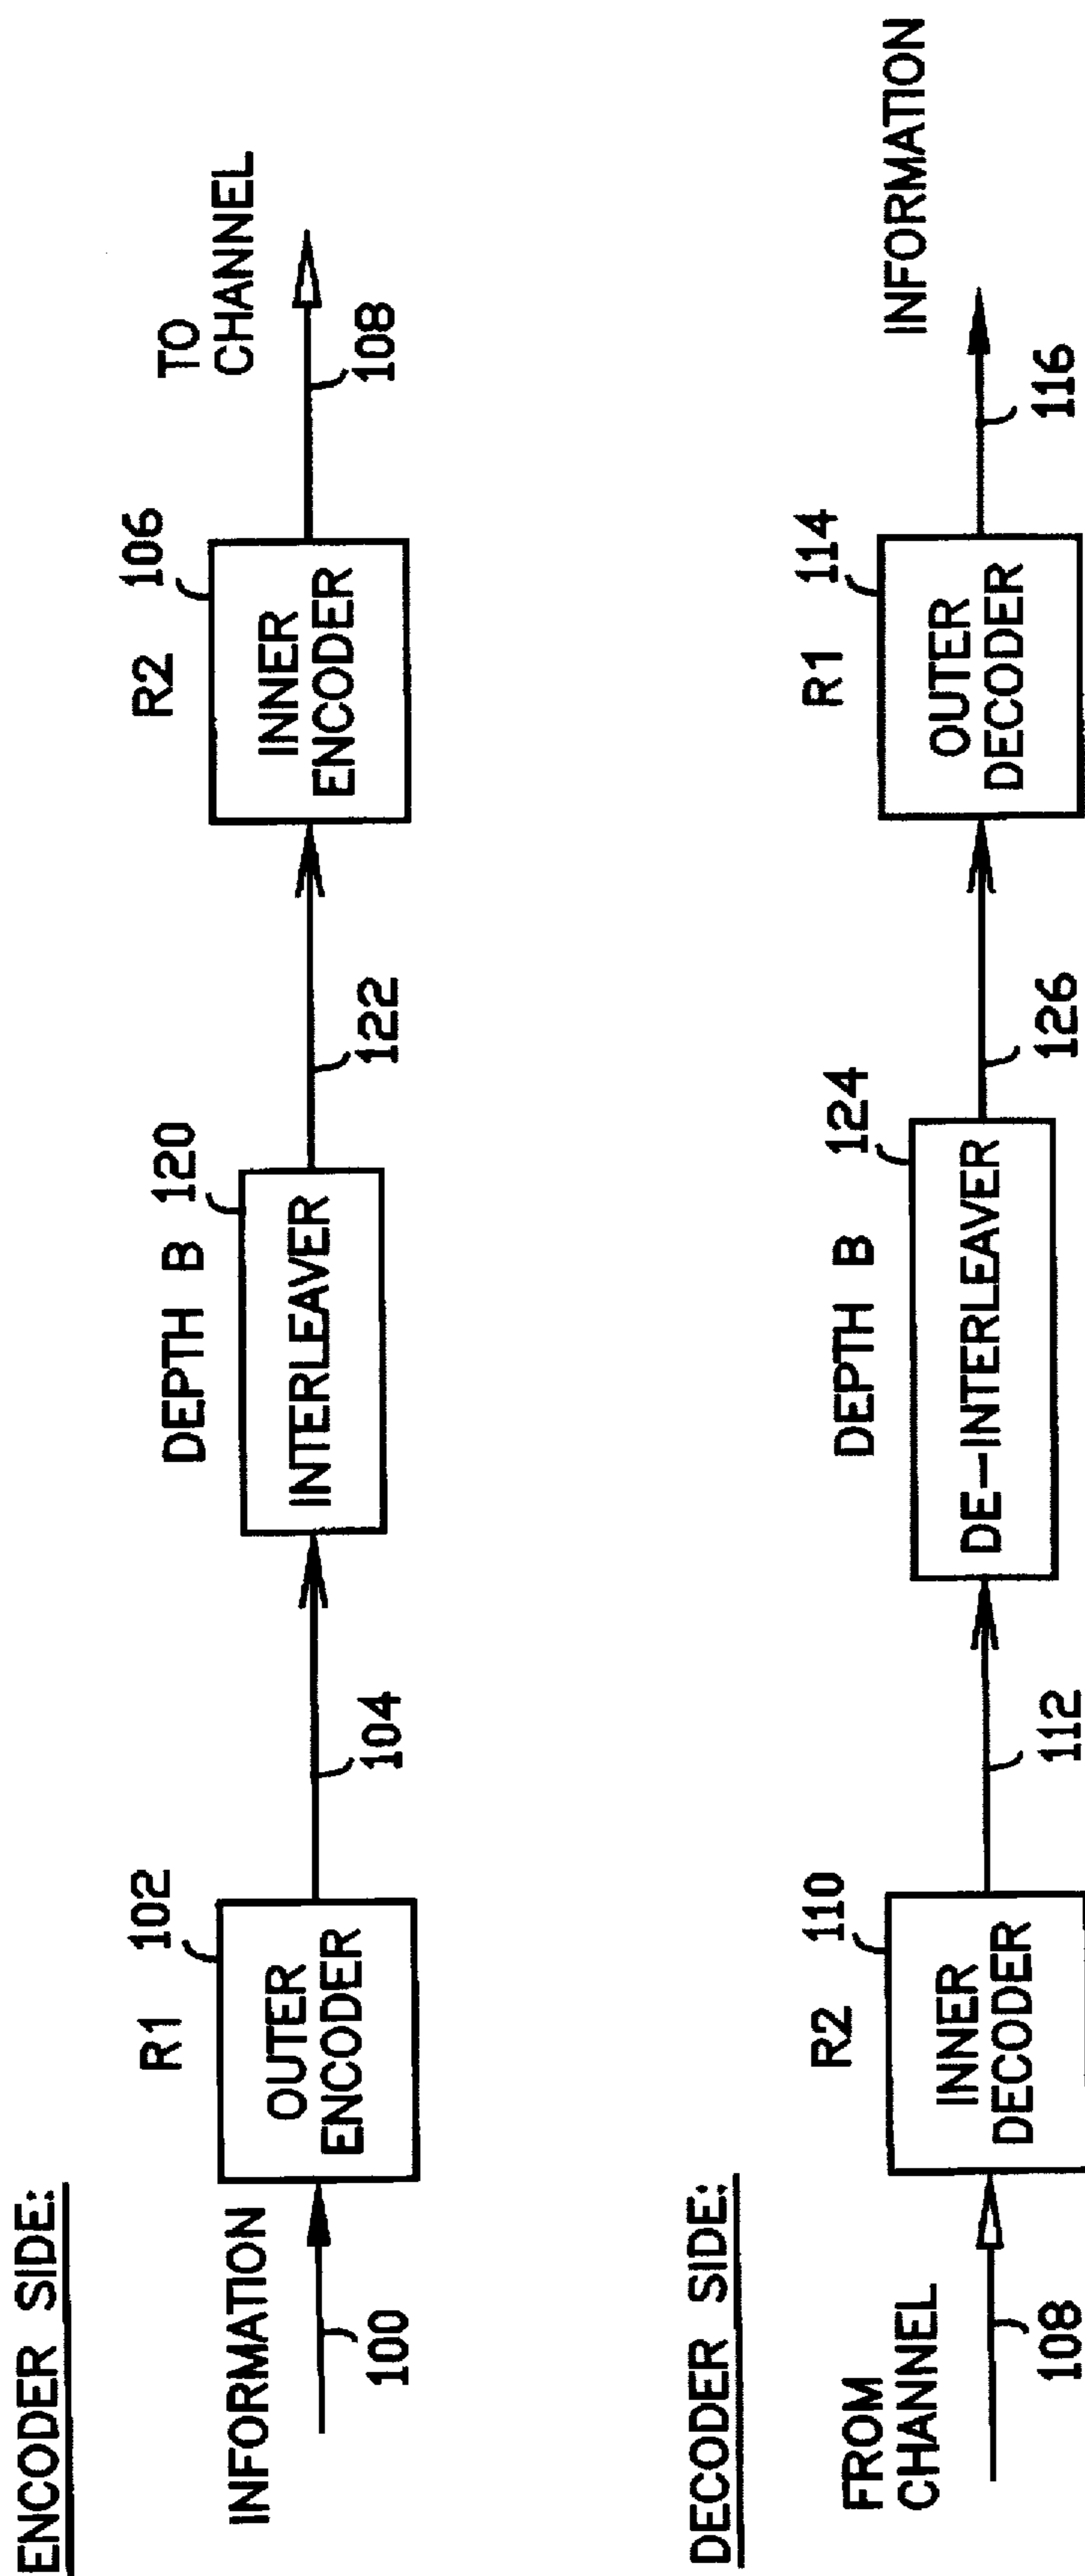 ENCODER SIDE:
INFORMATION
100
R1
102
OUTER
ENCODER
104
DEPTH B
120
INTERLEAVER
122
R2
106
INNER
ENCODER
TO
CHANNEL
108
DECODER SIDE:
FROM
CHANNEL
108
R2
110
INNER
DECODER
112
DEPTH B
124
DE-INTERLEAVER
126
R1
114
OUTER
DECODER
INFORMATION
116